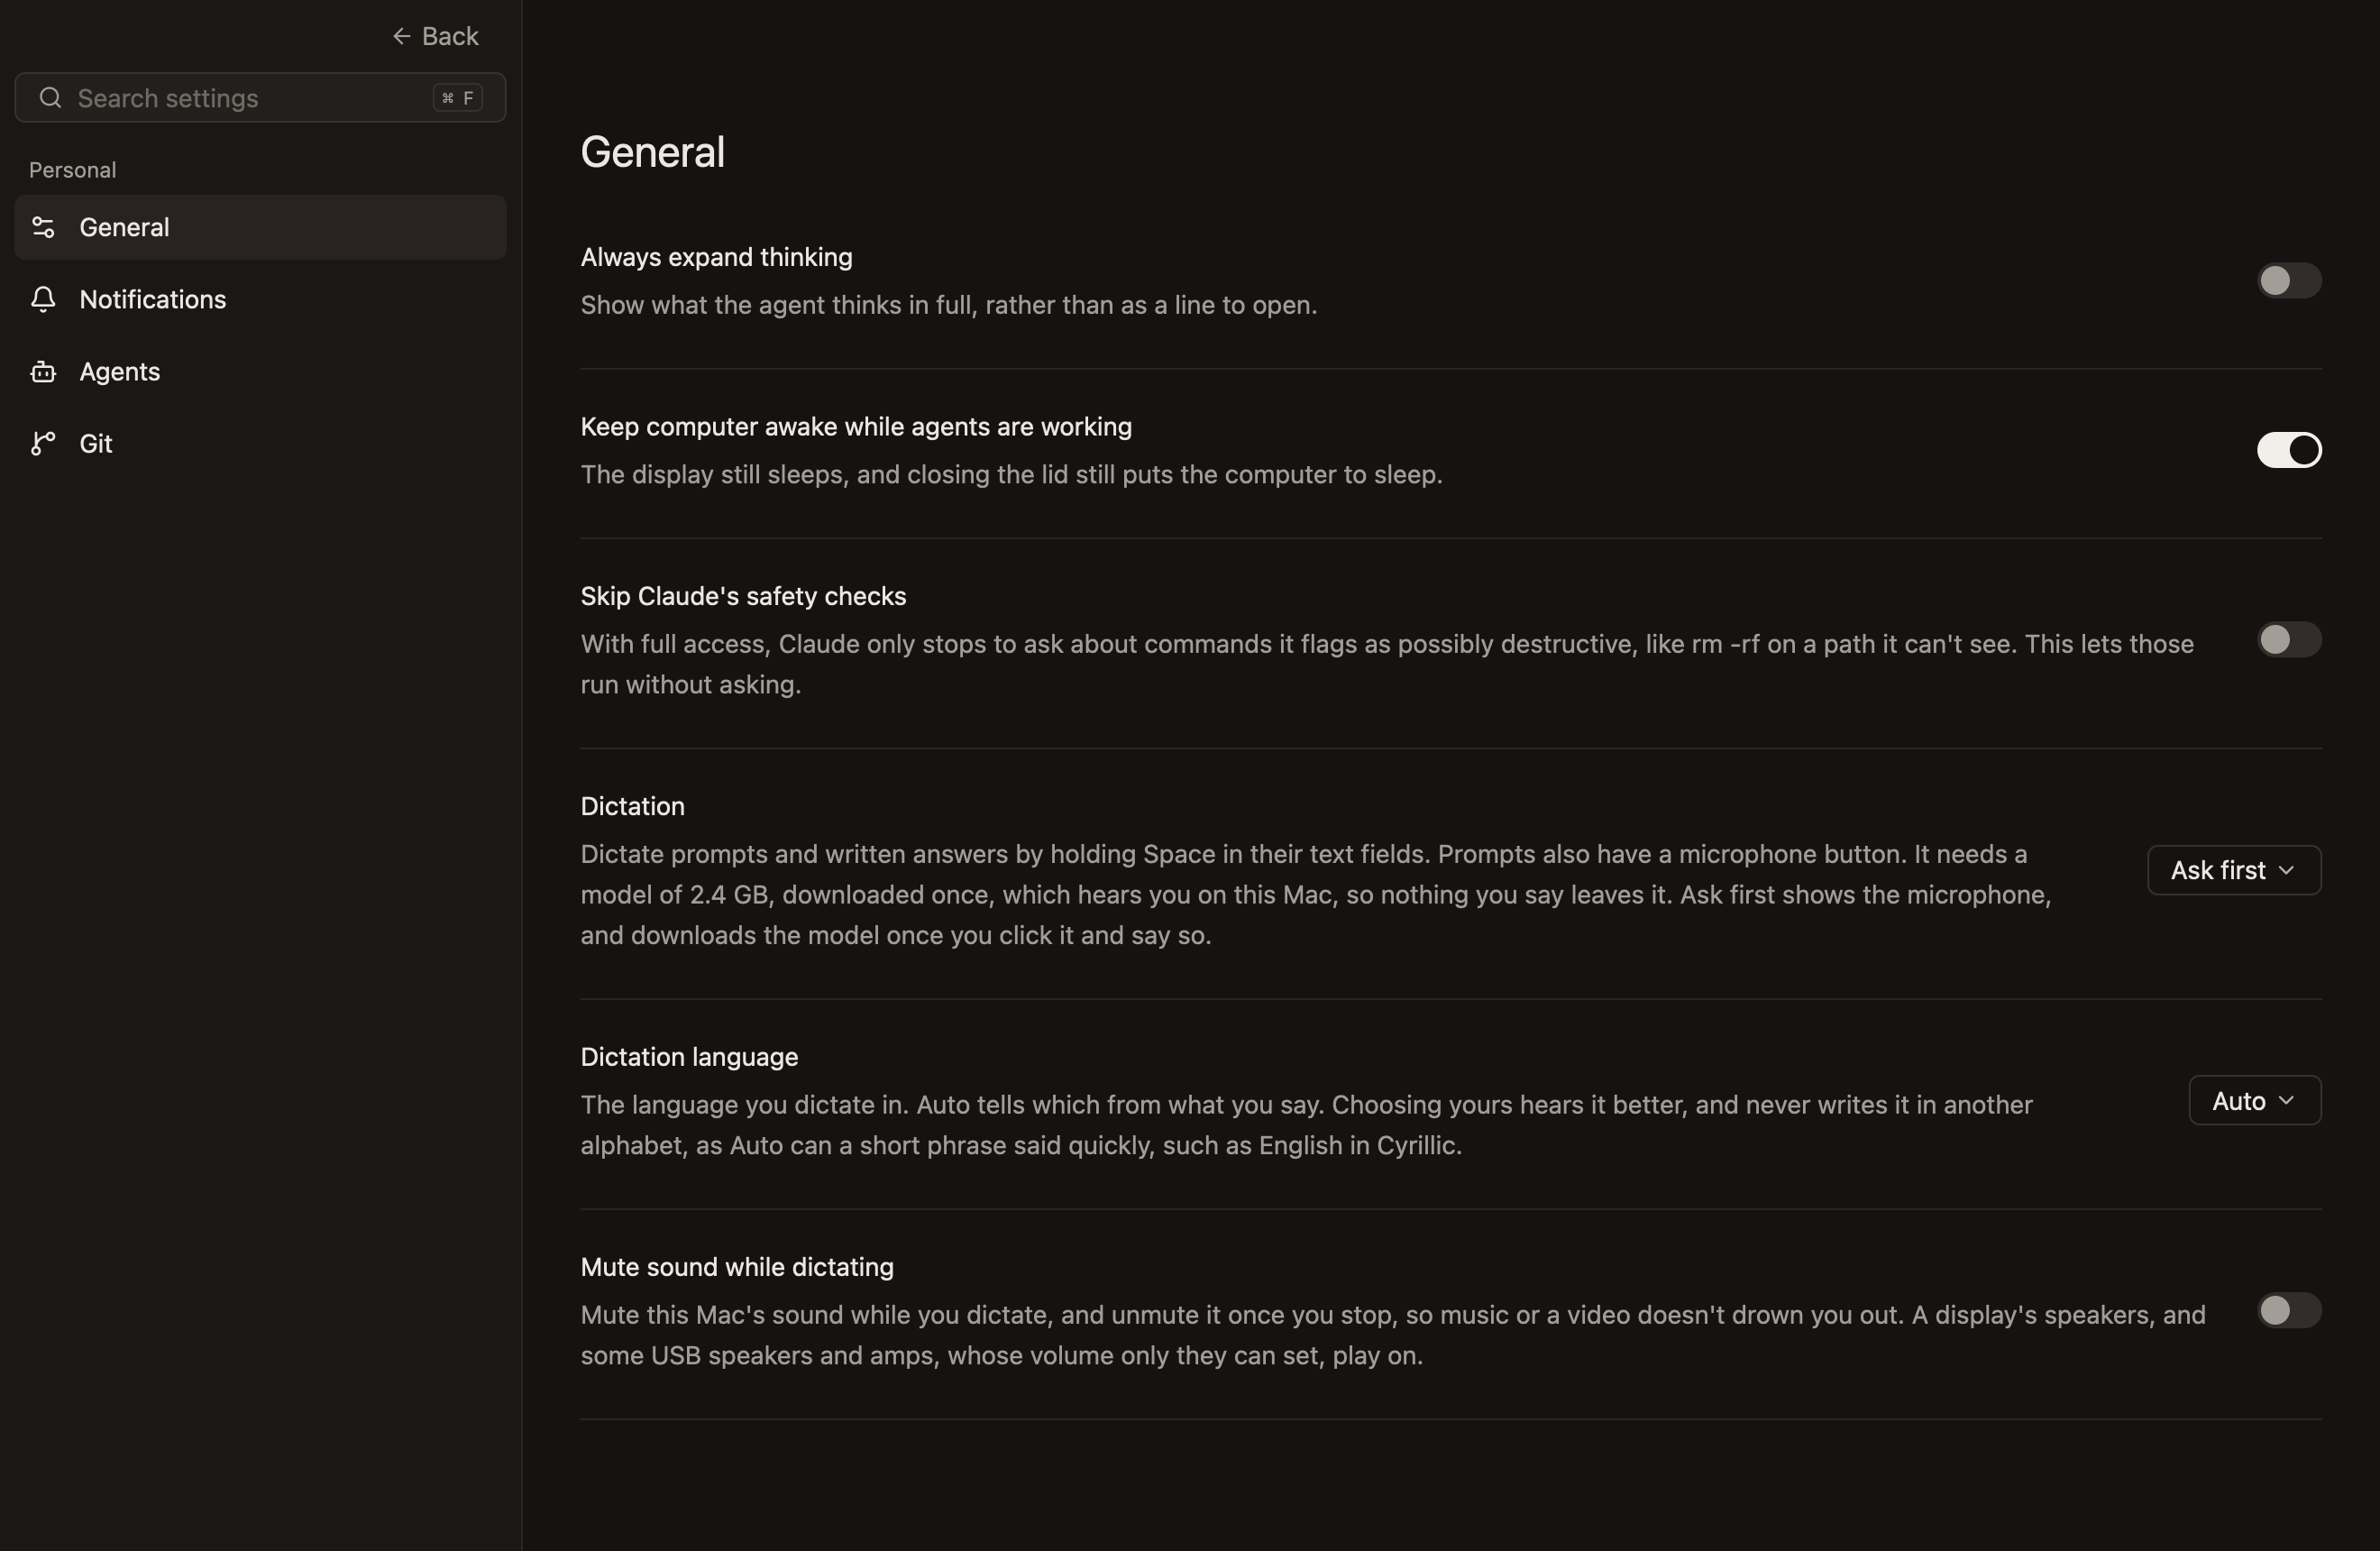 Back
Search settings
⌘ F
Personal
General
Notifications
Agents
Git
General
Always expand thinking
Show what the agent thinks in full, rather than as a line to open.
Keep computer awake while agents are working
The display still sleeps, and closing the lid still puts the computer to sleep.
Skip Claude's safety checks
With full access, Claude only stops to ask about commands it flags as possibly destructive, like rm -rf on a path it can't see. This lets those
run without asking.
Dictation
Dictate prompts and written answers by holding Space in their text fields. Prompts also have a microphone button. It needs a
model of 2.4 GB, downloaded once, which hears you on this Mac, so nothing you say leaves it. Ask first shows the microphone,
and downloads the model once you click it and say so.
Ask first
Dictation language
The language you dictate in. Auto tells which from what you say. Choosing yours hears it better, and never writes it in another
alphabet, as Auto can a short phrase said quickly, such as English in Cyrillic.
Auto
Mute sound while dictating
Mute this Mac's sound while you dictate, and unmute it once you stop, so music or a video doesn't drown you out. A display's speakers, and
some USB speakers and amps, whose volume only they can set, play on.